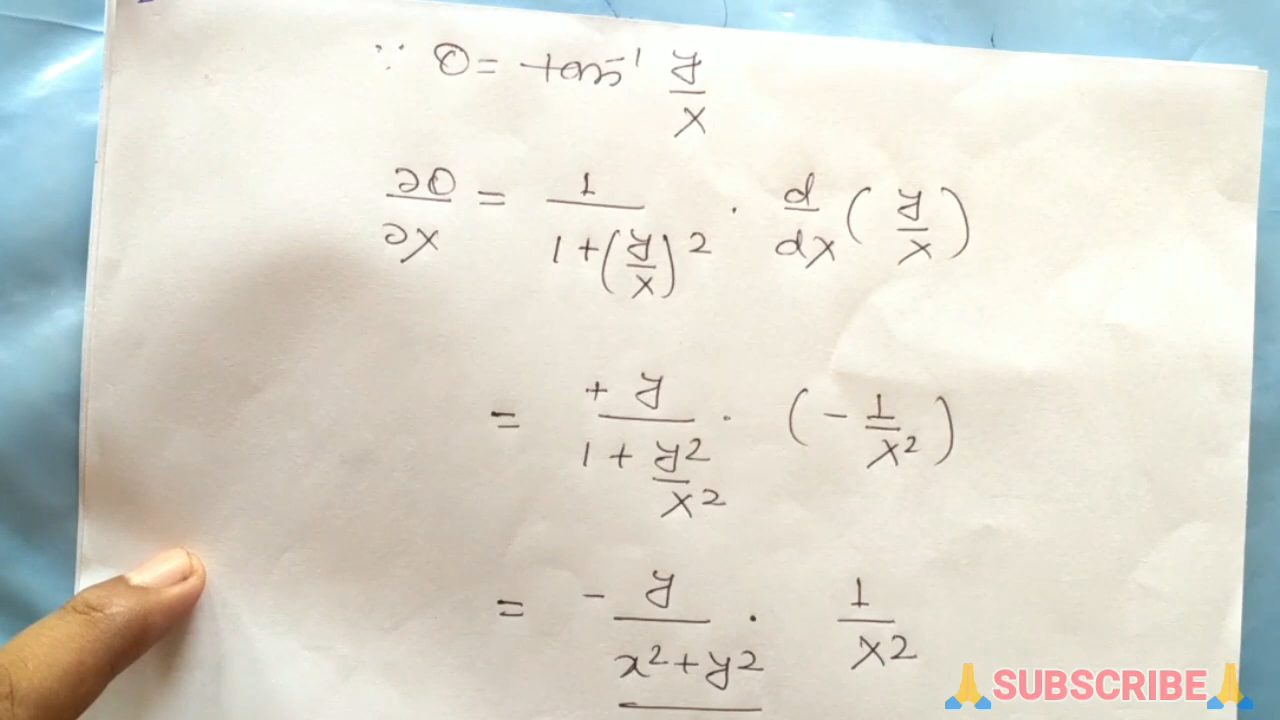 ∵ θ = tan⁻¹ y/x
∂θ/∂x = 1/(1+(y/x)²) · d/dx (y/x)
= + y/(1 + y²/x²) · (- 1/x²)
= - y/(x²+y²) · 1/x²
🙏SUBSCRIBE🙏